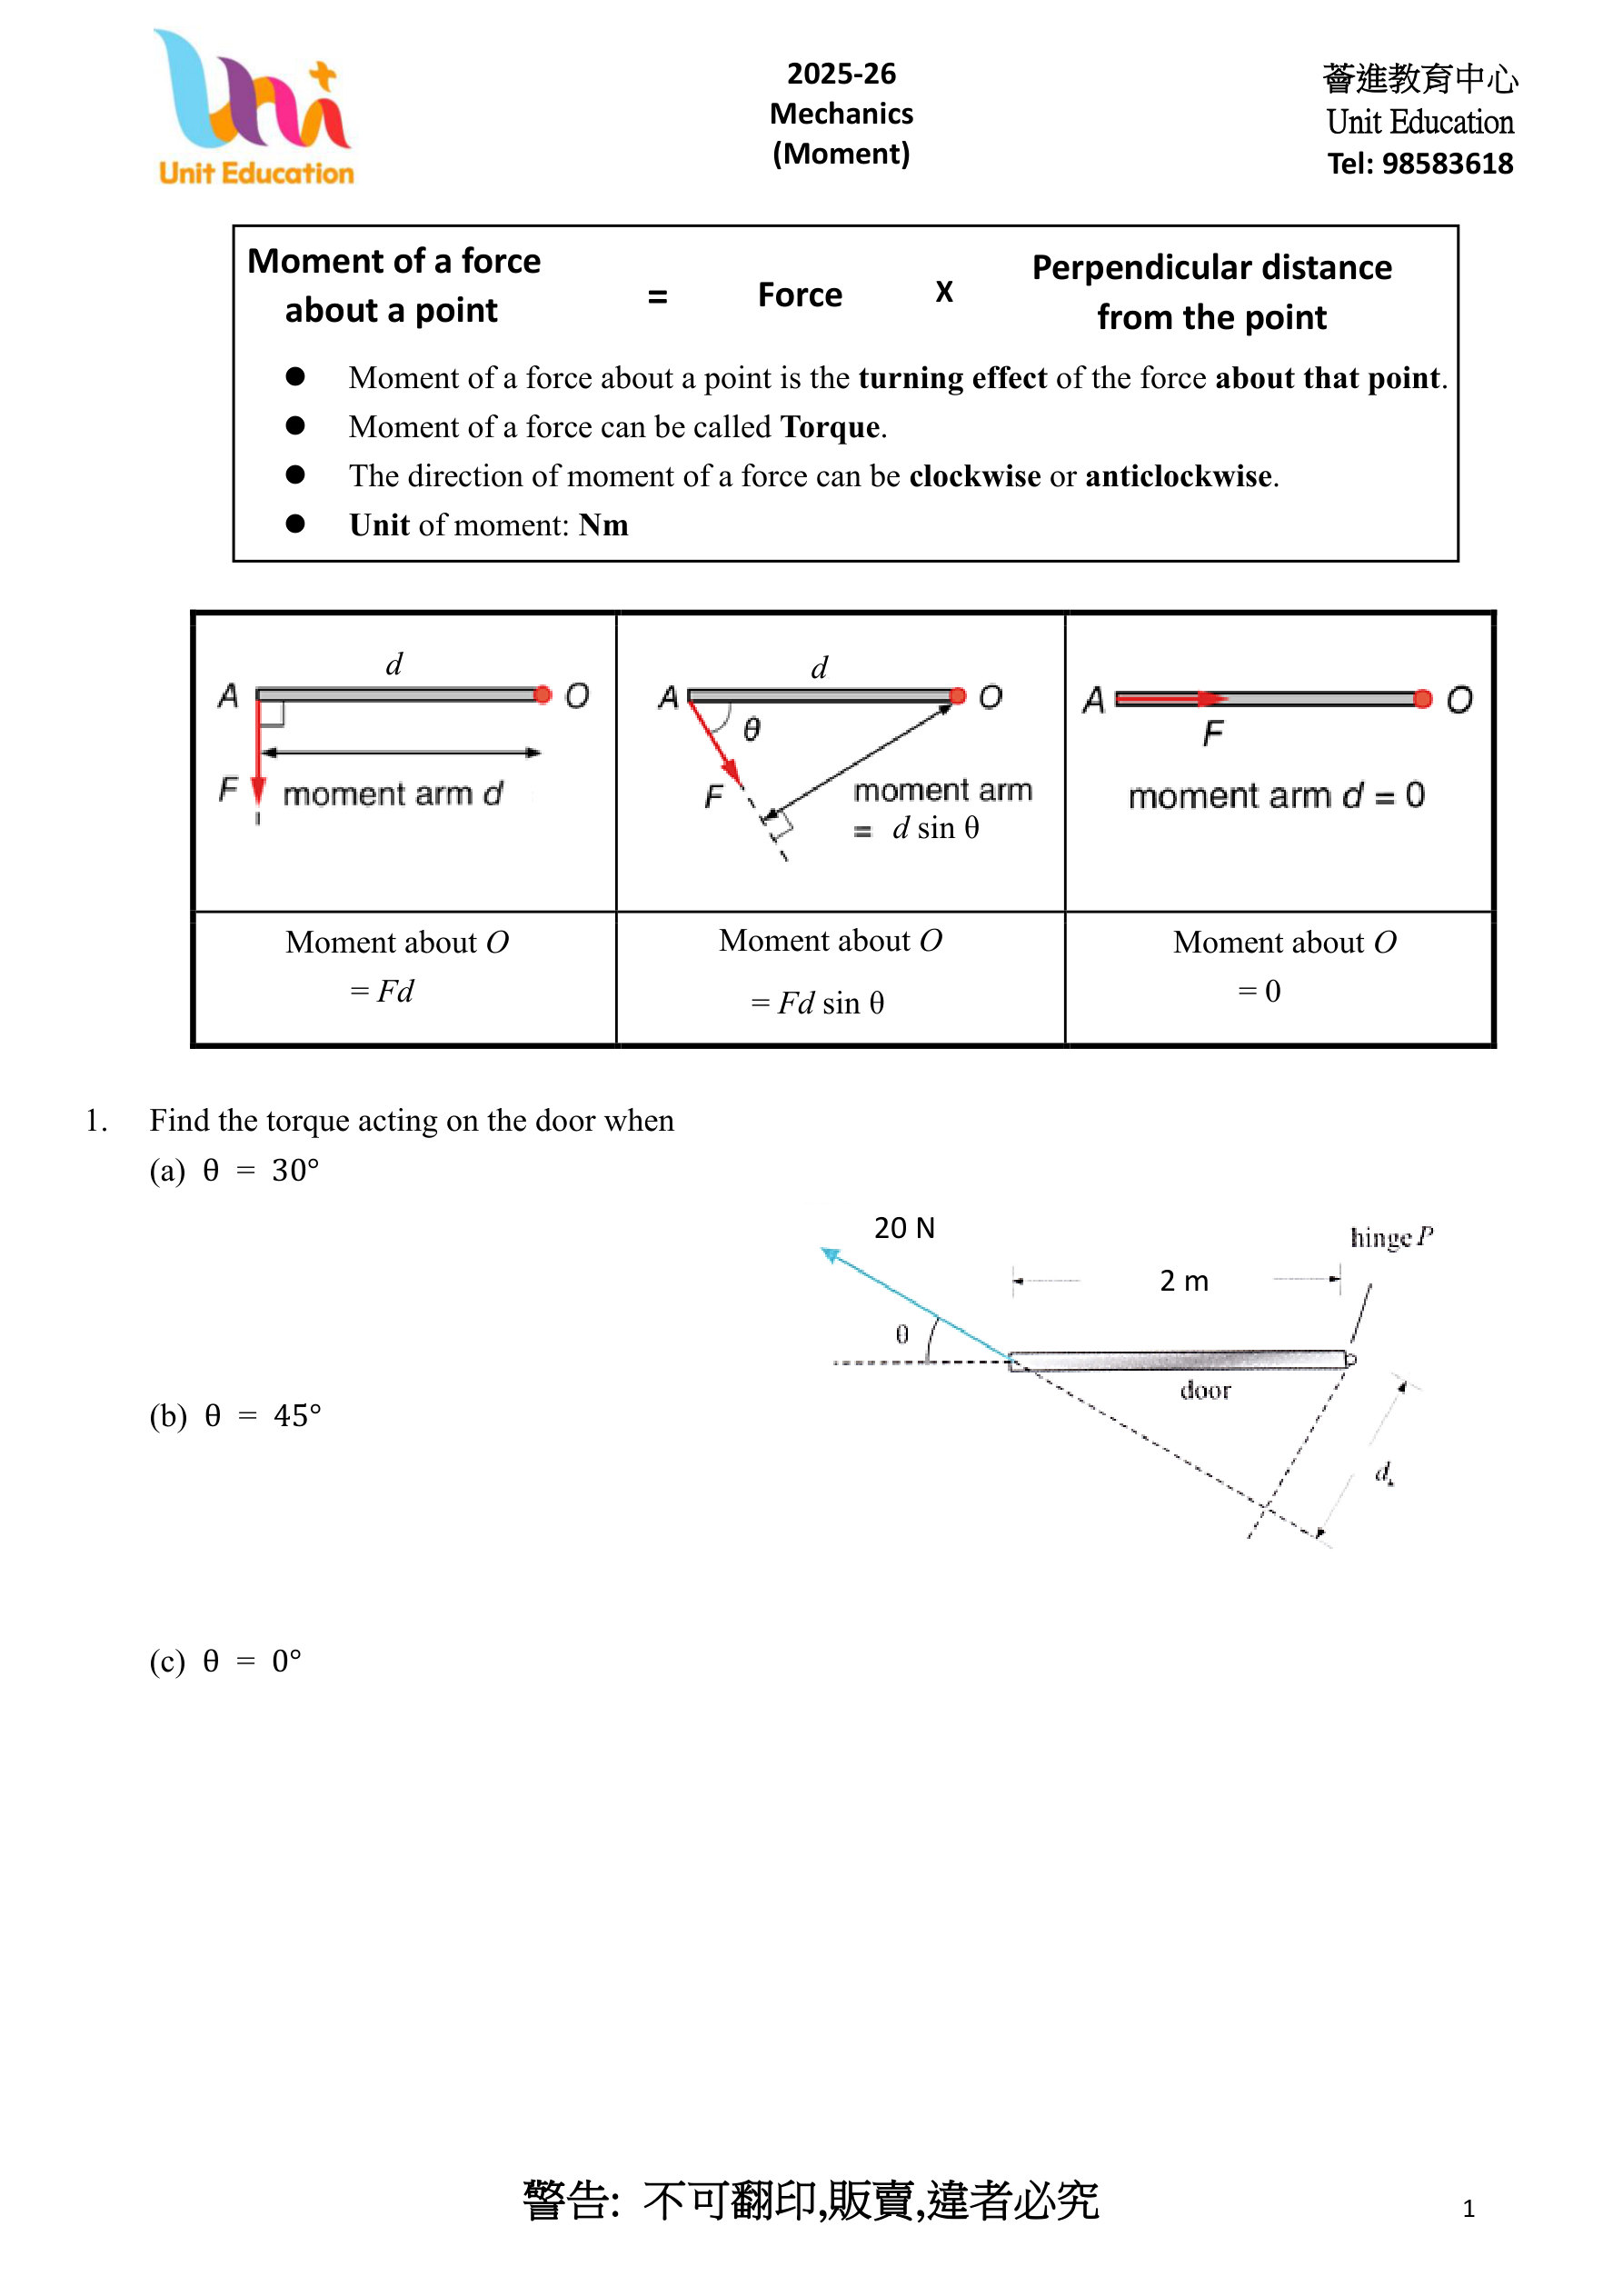 Unit Education
2025-26
Mechanics
(Moment)
薈進教育中心
Unit Education
Tel: 98583618
Moment of a force about a point = Force X Perpendicular distance from the point
● Moment of a force about a point is the turning effect of the force about that point.
● Moment of a force can be called Torque.
● The direction of moment of a force can be clockwise or anticlockwise.
● Unit of moment: Nm
d
A O
F moment arm d
d
A O
θ
F moment arm
= d sin θ
A O
F
moment arm d = 0
Moment about O
= Fd
Moment about O
= Fd sin θ
Moment about O
= 0
1. Find the torque acting on the door when
(a) θ = 30°
20 N
hinge P
2 m
θ
door
d
(b) θ = 45°
(c) θ = 0°
警告: 不可翻印,販賣,違者必究
1